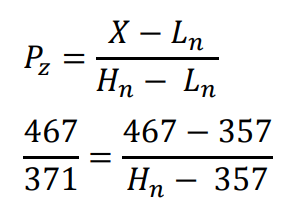 P_z = (X − L_n) / (H_n − L_n)
467/371 = (467 − 357) / (H_n − 357)